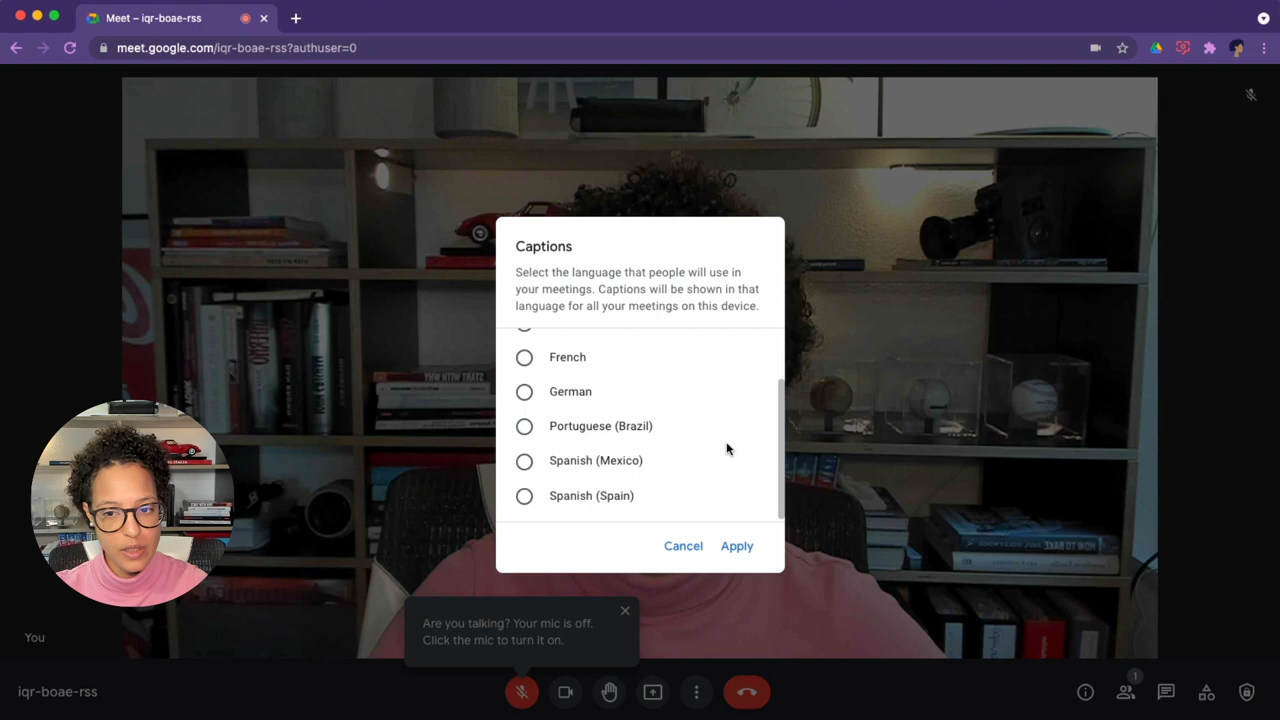 Meet – iqr-boae-rss
meet.google.com/iqr-boae-rss?authuser=0
Captions
Select the language that people will use in
your meetings. Captions will be shown in that
language for all your meetings on this device.
French
German
Portuguese (Brazil)
Spanish (Mexico)
Spanish (Spain)
Cancel
Apply
Are you talking? Your mic is off.
Click the mic to turn it on.
You
iqr-boae-rss
1